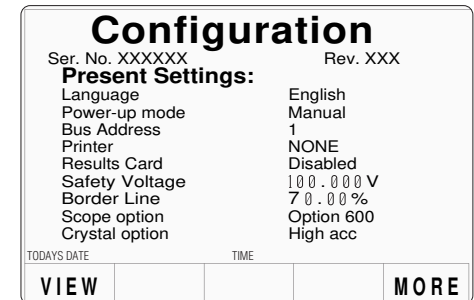 Configuration
Ser. No. XXXXXX Rev. XXX
Present Settings:
Language English
Power-up mode Manual
Bus Address 1
Printer NONE
Results Card Disabled
Safety Voltage 100.000 V
Border Line 70.00 %
Scope option Option 600
Crystal option High acc
TODAYS DATE TIME
VIEW MORE